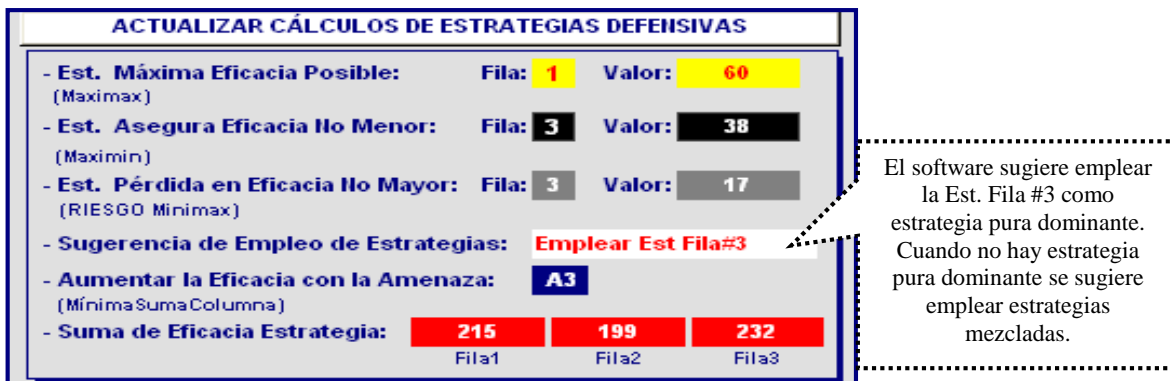 ACTUALIZAR CÁLCULOS DE ESTRATEGIAS DEFENSIVAS
- Est. Máxima Eficacia Posible: Fila: 1 Valor: 60
(Maximax)
- Est. Asegura Eficacia No Menor: Fila: 3 Valor: 38
(Maximin)
- Est. Pérdida en Eficacia No Mayor: Fila: 3 Valor: 17
(RIESGO Minimax)
- Sugerencia de Empleo de Estrategias: Emplear Est Fila#3
- Aumentar la Eficacia con la Amenaza: A3
(MínimaSumaColumna)
- Suma de Eficacia Estrategia: 215 199 232
Fila1 Fila2 Fila3
El software sugiere emplear
la Est. Fila #3 como
estrategia pura dominante.
Cuando no hay estrategia
pura dominante se sugiere
emplear estrategias
mezcladas.